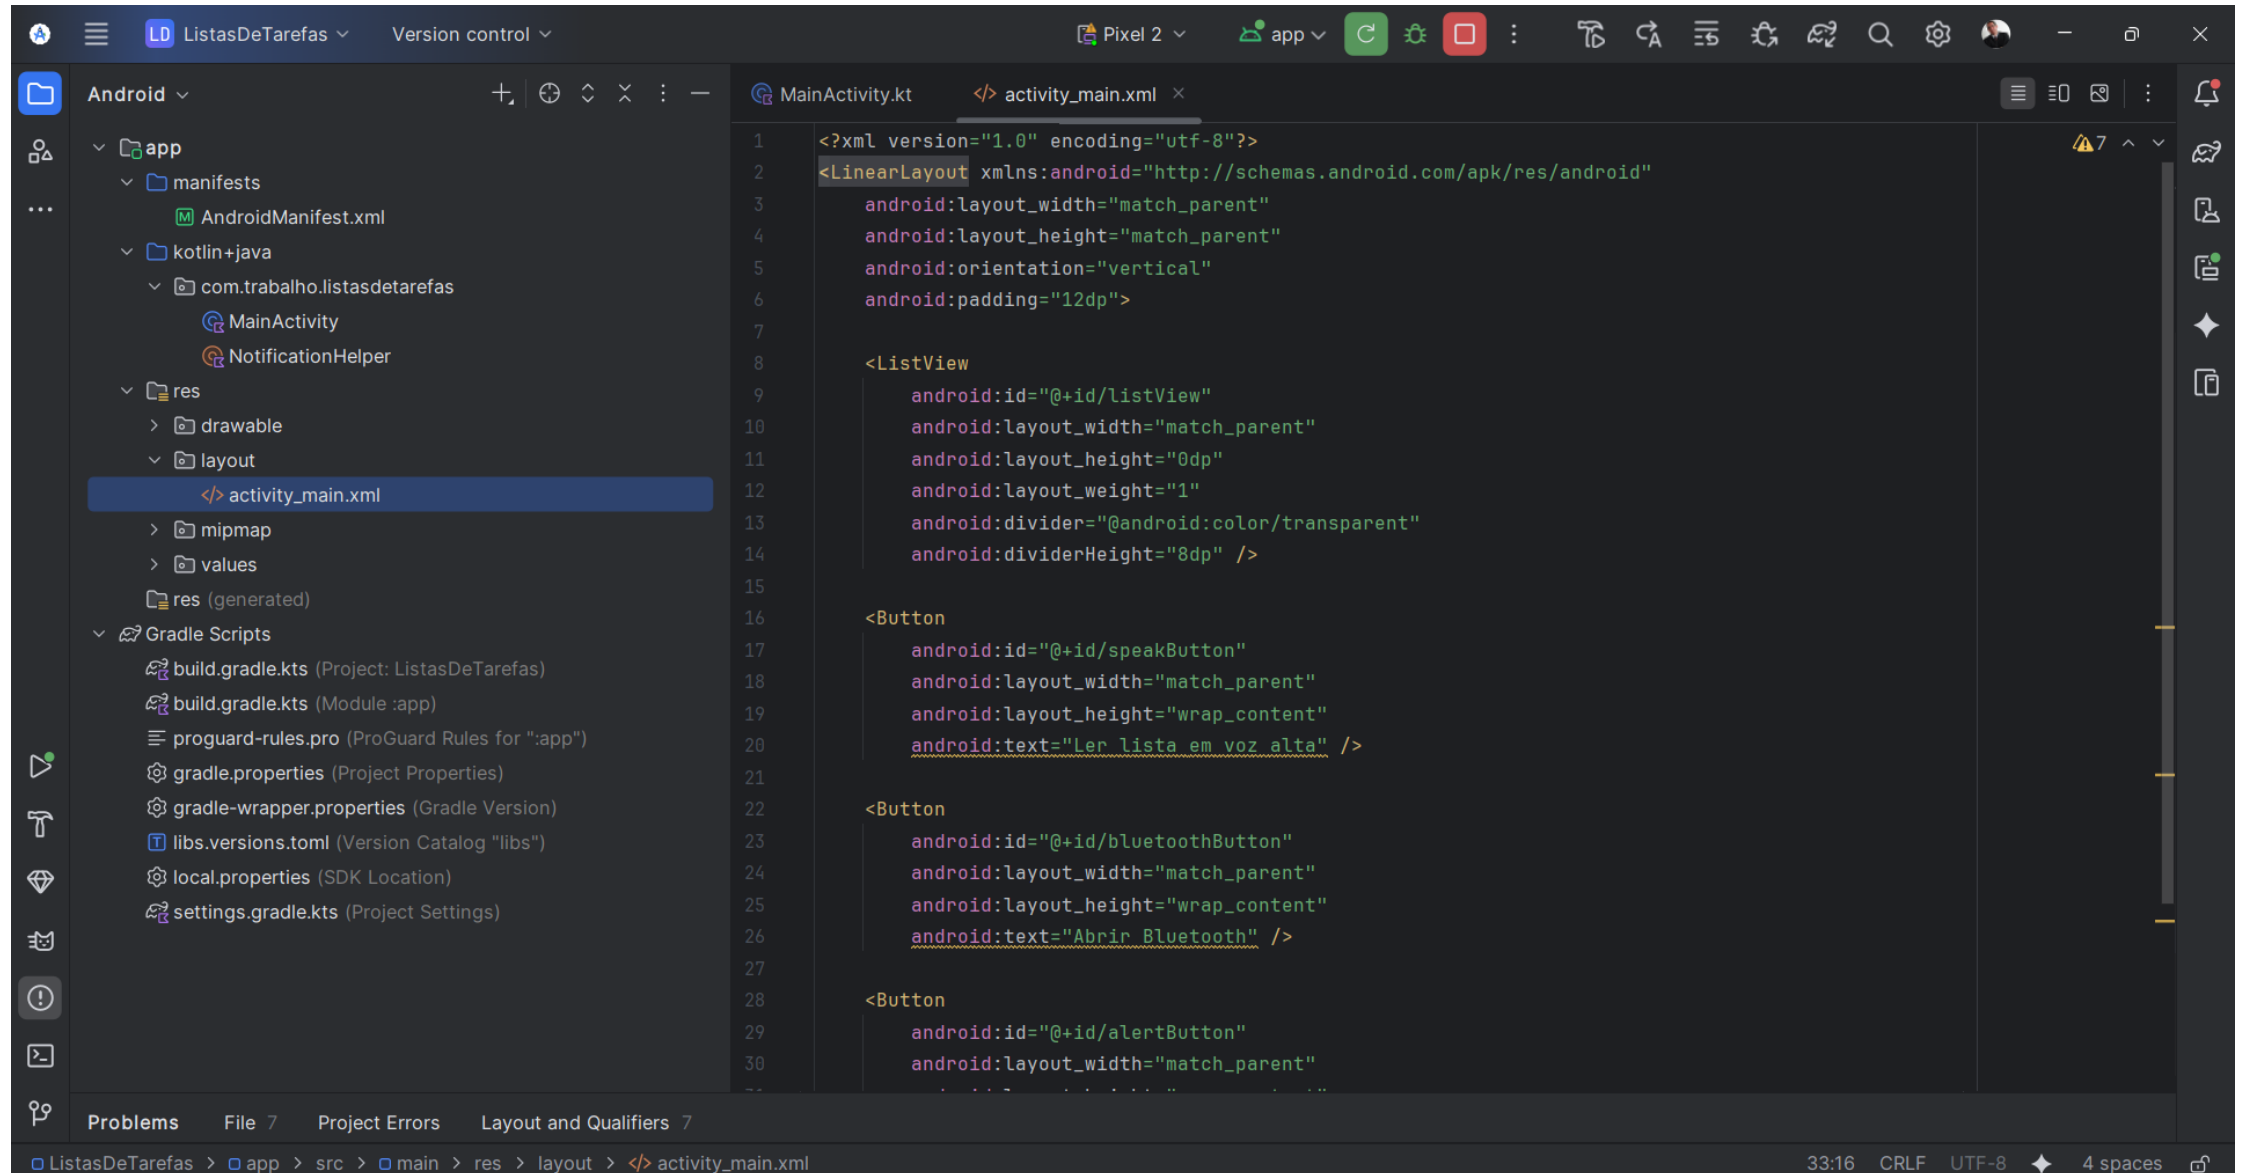 LD ListasDeTarefas Version control Pixel 2 app
Android
MainActivity.kt activity_main.xml
app
manifests
AndroidManifest.xml
kotlin+java
com.trabalho.listasdetarefas
MainActivity
NotificationHelper
res
drawable
layout
activity_main.xml
mipmap
values
res (generated)
Gradle Scripts
build.gradle.kts (Project: ListasDeTarefas)
build.gradle.kts (Module :app)
proguard-rules.pro (ProGuard Rules for ":app")
gradle.properties (Project Properties)
gradle-wrapper.properties (Gradle Version)
libs.versions.toml (Version Catalog "libs")
local.properties (SDK Location)
settings.gradle.kts (Project Settings)
7
1 <?xml version="1.0" encoding="utf-8"?>
2 <LinearLayout xmlns:android="http://schemas.android.com/apk/res/android"
3 android:layout_width="match_parent"
4 android:layout_height="match_parent"
5 android:orientation="vertical"
6 android:padding="12dp">
7
8 <ListView
9 android:id="@+id/listView"
10 android:layout_width="match_parent"
11 android:layout_height="0dp"
12 android:layout_weight="1"
13 android:divider="@android:color/transparent"
14 android:dividerHeight="8dp" />
15
16 <Button
17 android:id="@+id/speakButton"
18 android:layout_width="match_parent"
19 android:layout_height="wrap_content"
20 android:text="Ler lista em voz alta" />
21
22 <Button
23 android:id="@+id/bluetoothButton"
24 android:layout_width="match_parent"
25 android:layout_height="wrap_content"
26 android:text="Abrir Bluetooth" />
27
28 <Button
29 android:id="@+id/alertButton"
30 android:layout_width="match_parent"
Problems File 7 Project Errors Layout and Qualifiers 7
ListasDeTarefas > app > src > main > res > layout > activity_main.xml 33:16 CRLF UTF-8 4 spaces